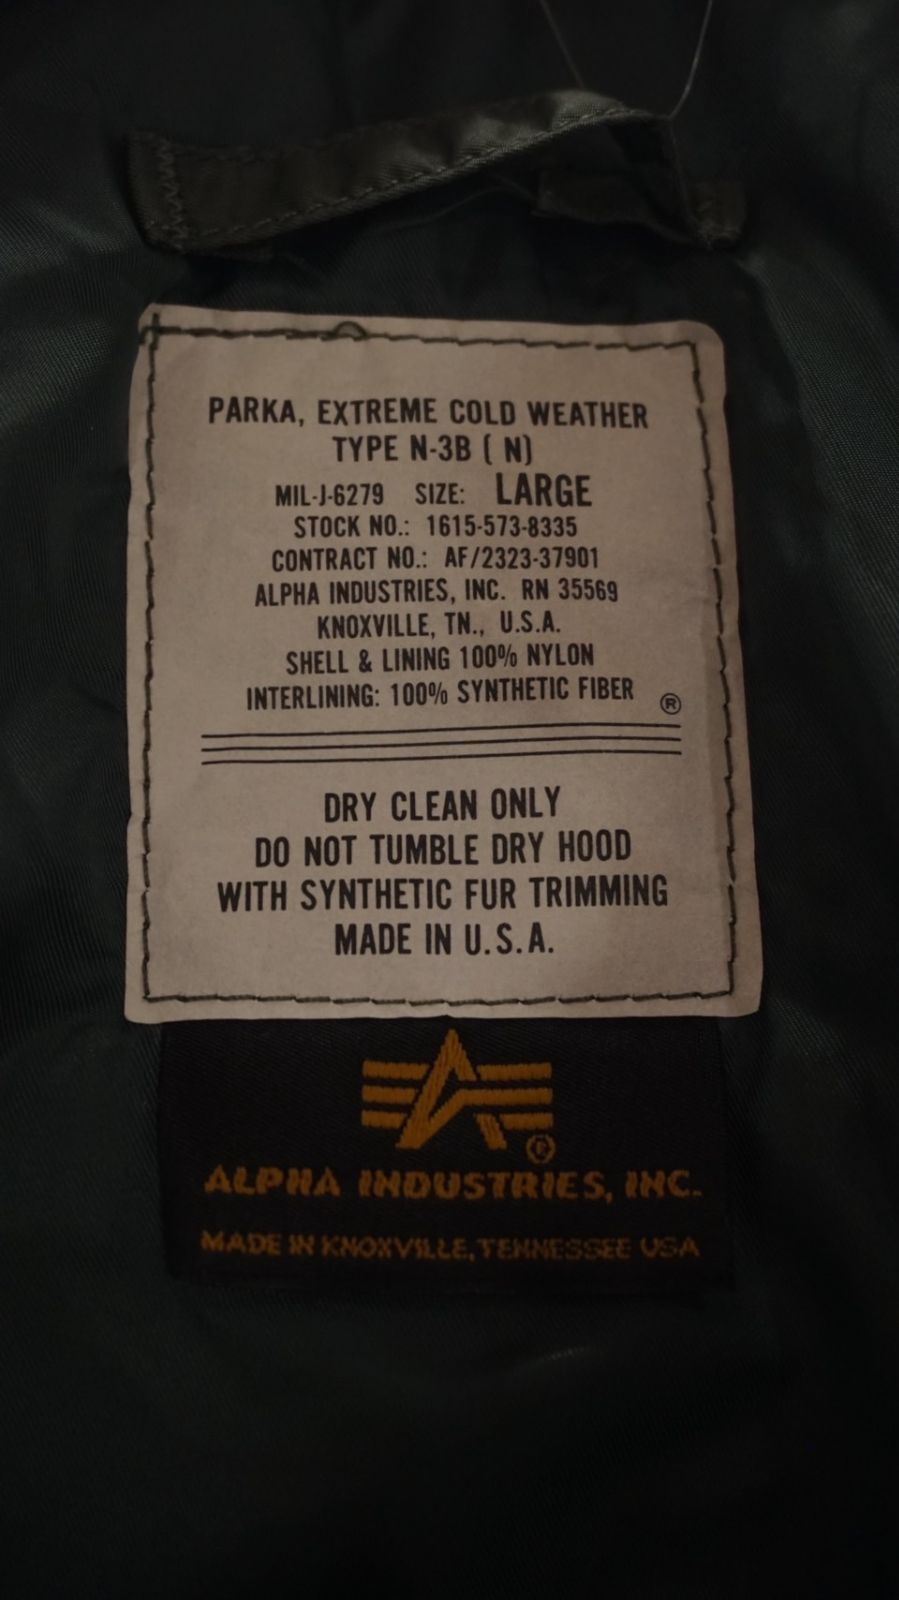 PARKA, EXTREME COLD WEATHER
TYPE N-3B ( N)
MIL-J-6279 SIZE: LARGE
STOCK NO.: 1615-573-8335
CONTRACT NO.: AF/2323-37901
ALPHA INDUSTRIES, INC. RN 35569
KNOXVILLE, TN., U.S.A.
SHELL & LINING 100% NYLON
INTERLINING: 100% SYNTHETIC FIBER ®
DRY CLEAN ONLY
DO NOT TUMBLE DRY HOOD
WITH SYNTHETIC FUR TRIMMING
MADE IN U.S.A.
®
ALPHA INDUSTRIES, INC.
MADE IN KNOXVILLE, TENNESSEE USA